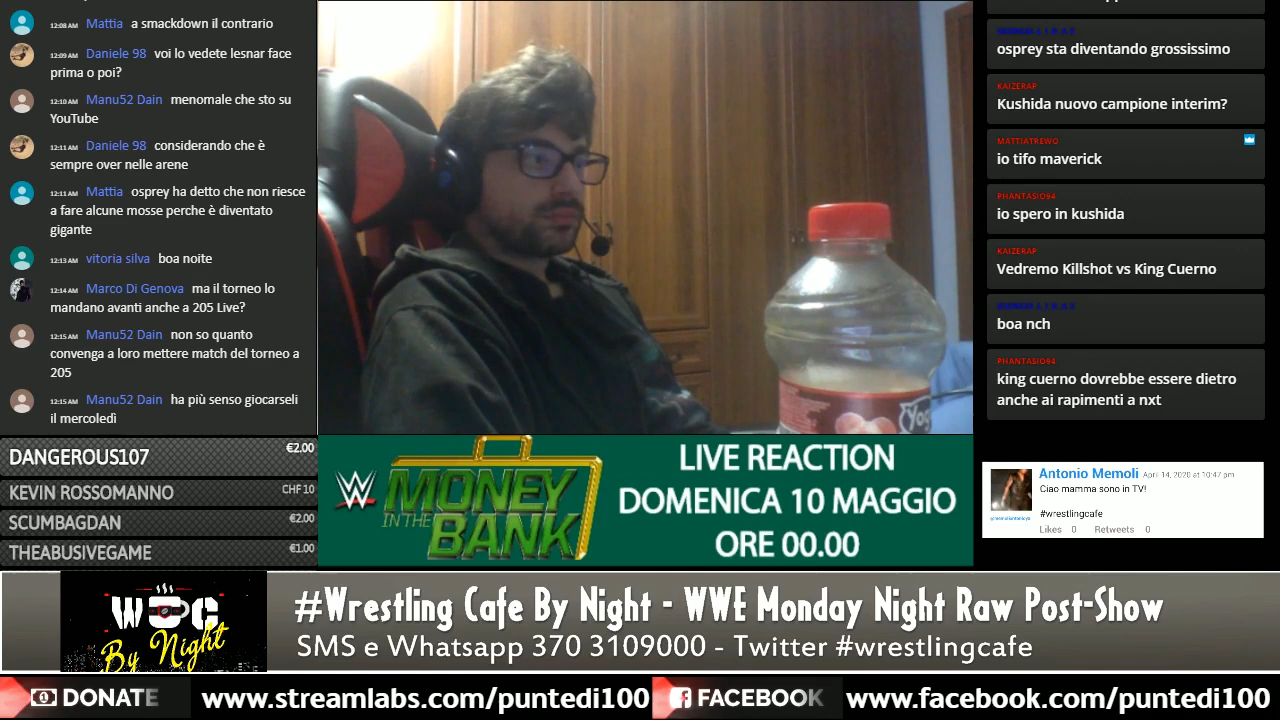 12:08 AM Mattia a smackdown il contrario
12:09 AM Daniele 98 voi lo vedete lesnar face
prima o poi?
12:10 AM Manu52 Dain menomale che sto su
YouTube
12:11 AM Daniele 98 considerando che è
sempre over nelle arene
12:11 AM Mattia osprey ha detto che non riesce
a fare alcune mosse perche è diventato
gigante
12:13 AM vitoria silva boa noite
12:14 AM Marco Di Genova ma il torneo lo
mandano avanti anche a 205 Live?
12:15 AM Manu52 Dain non so quanto
convenga a loro mettere match del torneo a
205
12:15 AM Manu52 Dain ha più senso giocarseli
il mercoledì
DANGEROUS107 €2.00
KEVIN ROSSOMANNO CHF 10
SCUMBAGDAN €2.00
THEABUSIVEGAME €1.00
Yog
W
MONEY
IN THE
BANK
LIVE REACTION
DOMENICA 10 MAGGIO
ORE 00.00
osprey sta diventando grossissimo
KAIZERAP
Kushida nuovo campione interim?
MATTIATREWO
io tifo maverick
PHANTASIO94
io spero in kushida
KAIZERAP
Vedremo Killshot vs King Cuerno
boa nch
PHANTASIO94
king cuerno dovrebbe essere dietro
anche ai rapimenti a nxt
Antonio Memoli April 14, 2020 at 10:47 pm
Ciao mamma sono in TV!
#wrestlingcafe
Likes 0 Retweets 0
WC
By Night
#Wrestling Cafe By Night - WWE Monday Night Raw Post-Show
SMS e Whatsapp 370 3109000 - Twitter #wrestlingcafe
DONATE www.streamlabs.com/puntedi100 FACEBOOK www.facebook.com/puntedi100